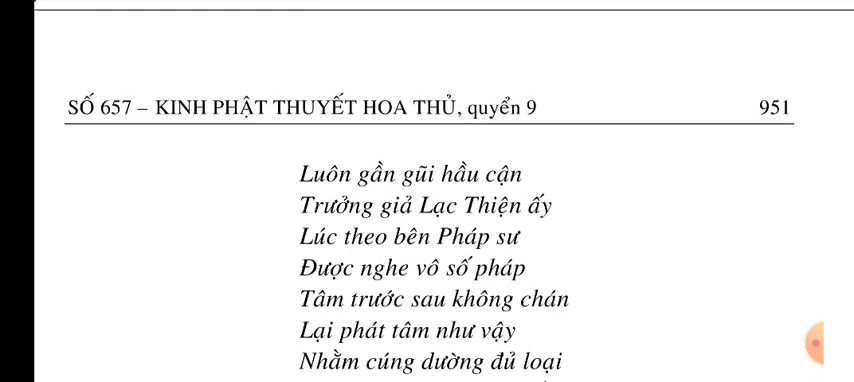 SỐ 657 – KINH PHẬT THUYẾT HOA THỦ, quyển 9 951
Luôn gần gũi hầu cận
Trưởng giả Lạc Thiện ấy
Lúc theo bên Pháp sư
Được nghe vô số pháp
Tâm trước sau không chán
Lại phát tâm như vậy
Nhằm cúng dường đủ loại